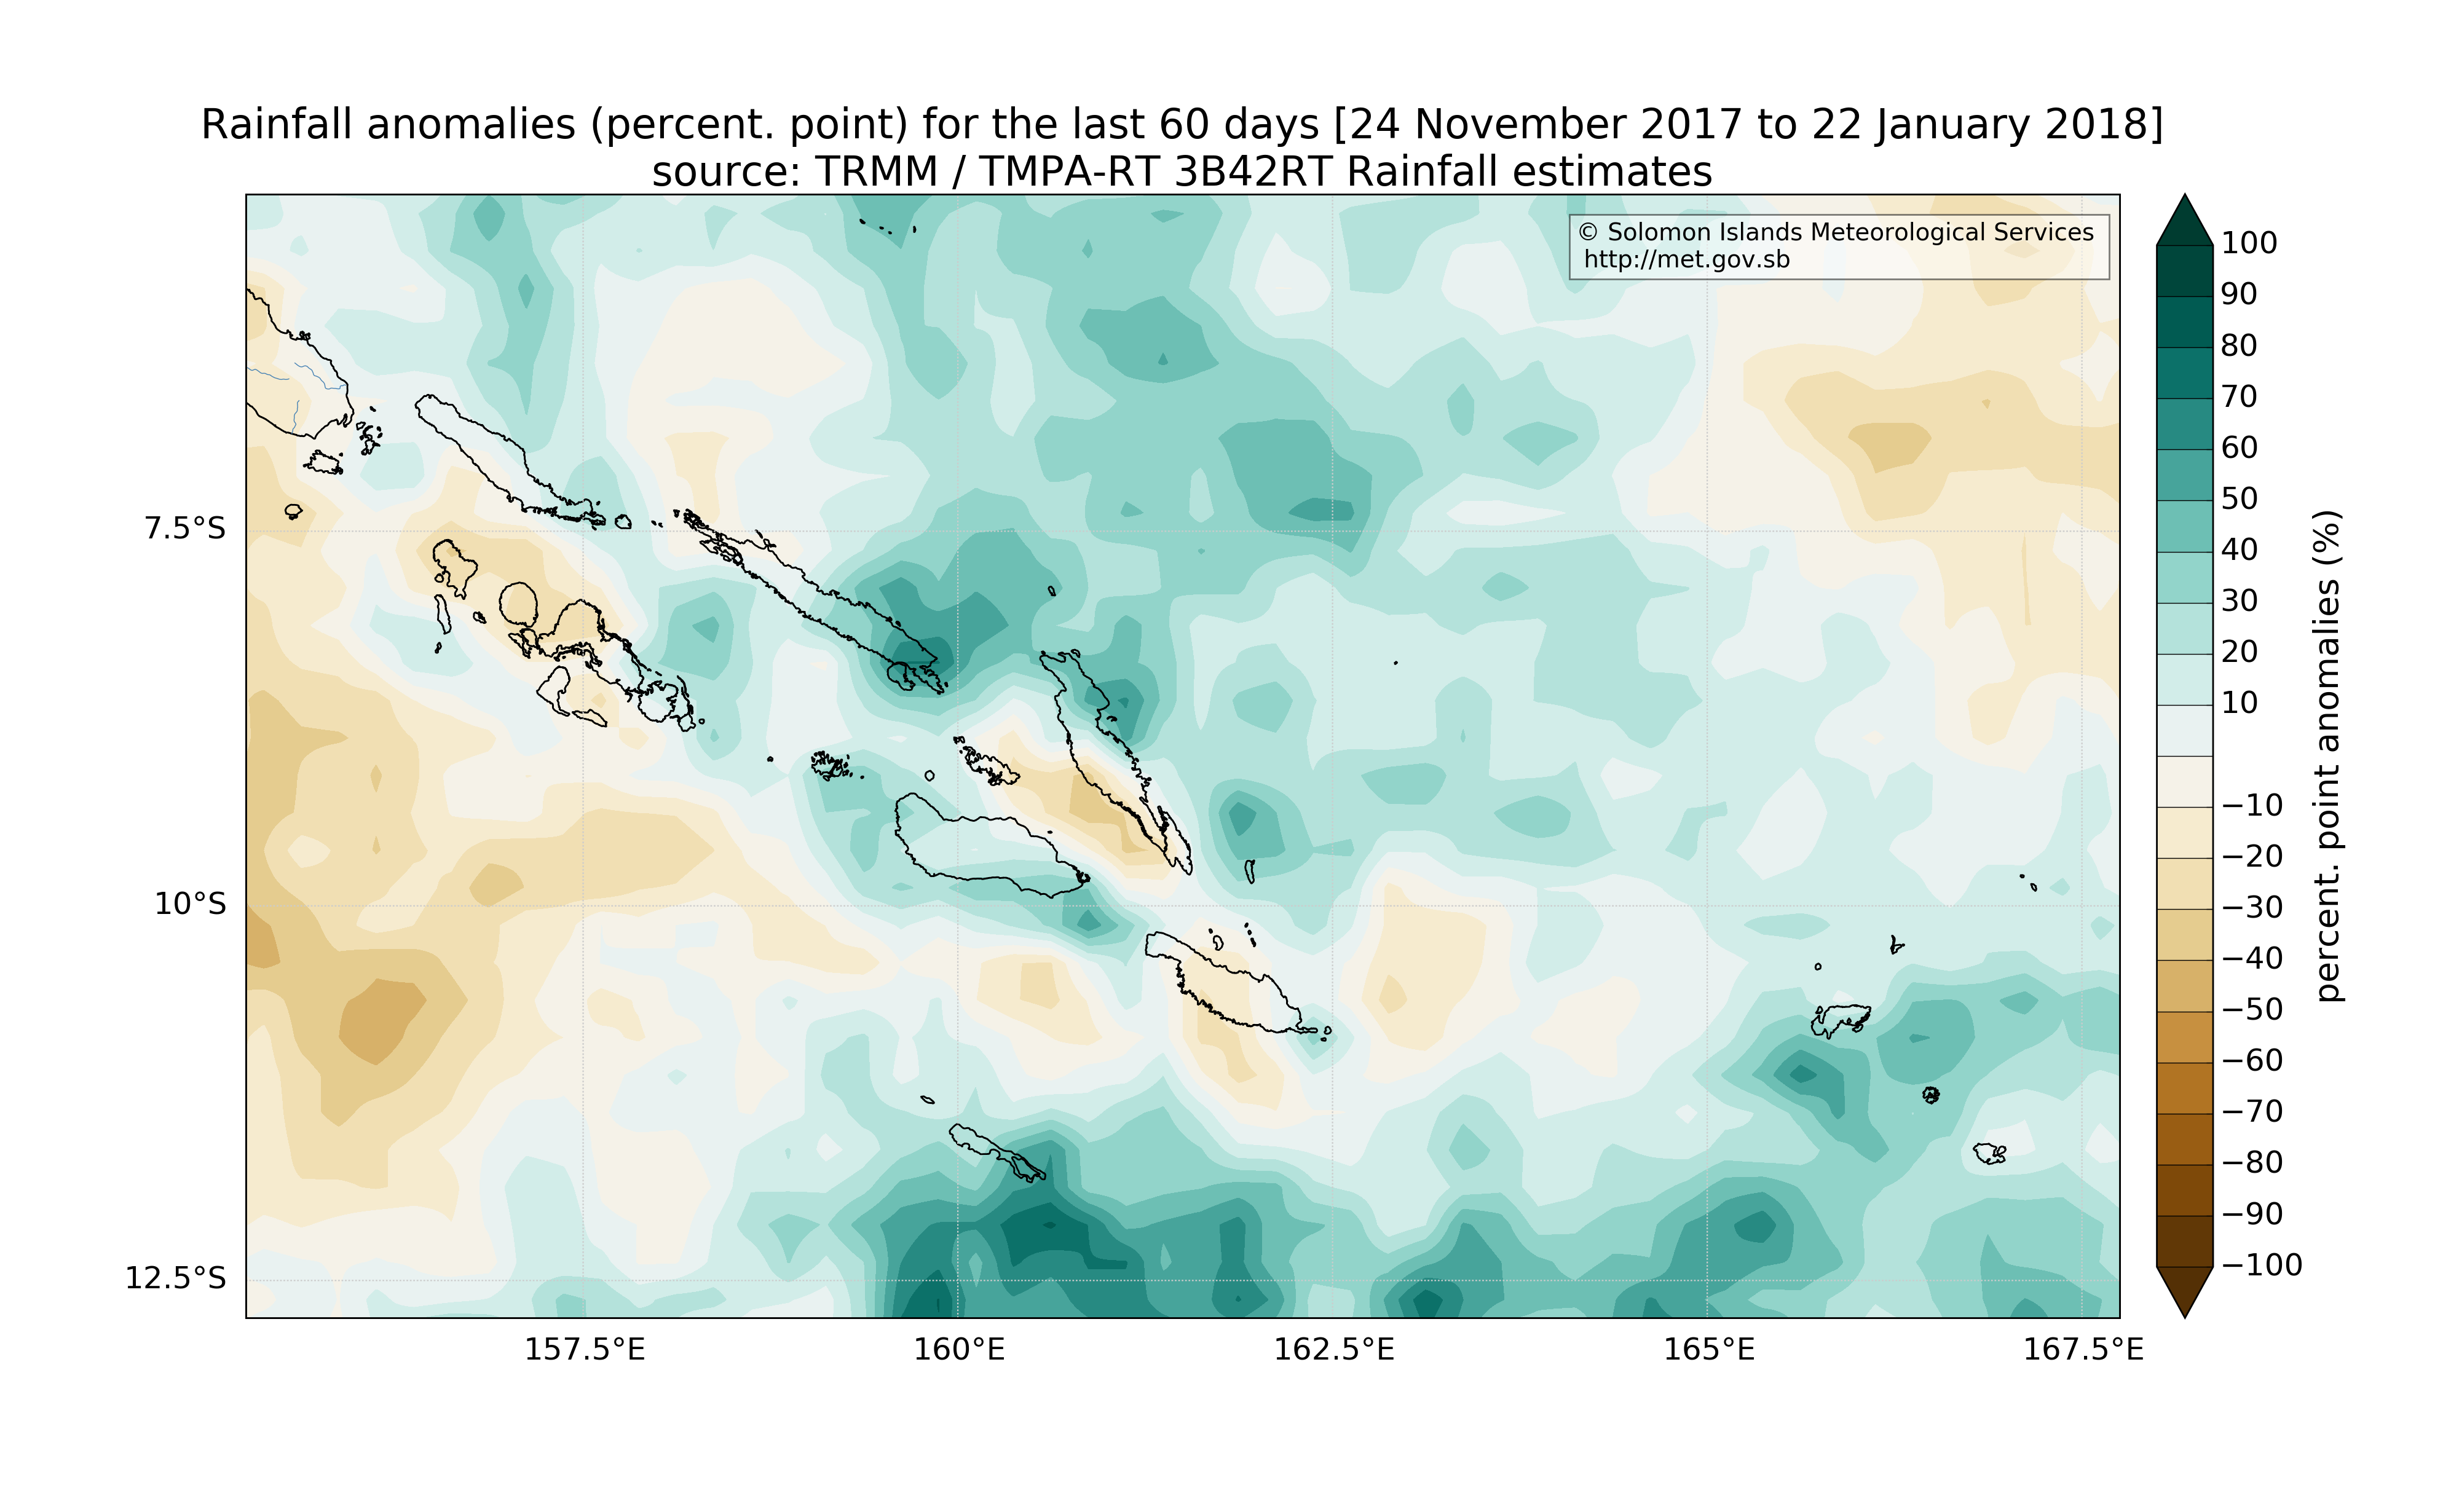 Rainfall anomalies (percent. point) for the last 60 days [24 November 2017 to 22 January 2018]
source: TRMM / TMPA-RT 3B42RT Rainfall estimates
© Solomon Islands Meteorological Services
http://met.gov.sb
7.5°S
10°S
12.5°S
157.5°E
160°E
162.5°E
165°E
167.5°E
100
90
80
70
60
50
40
30
20
10
−10
−20
−30
−40
−50
−60
−70
−80
−90
−100
percent. point anomalies (%)